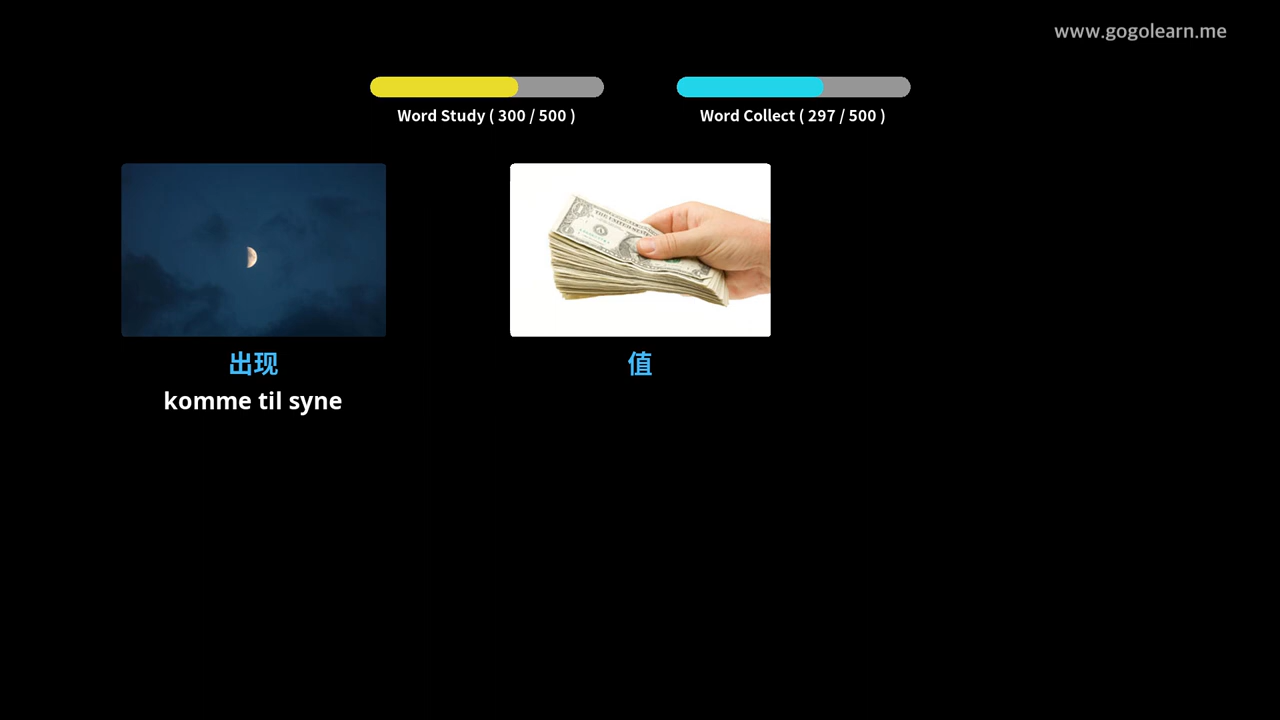 www.gogolearn.me
Word Study ( 300 / 500 )
Word Collect ( 297 / 500 )
出现
komme til syne
值